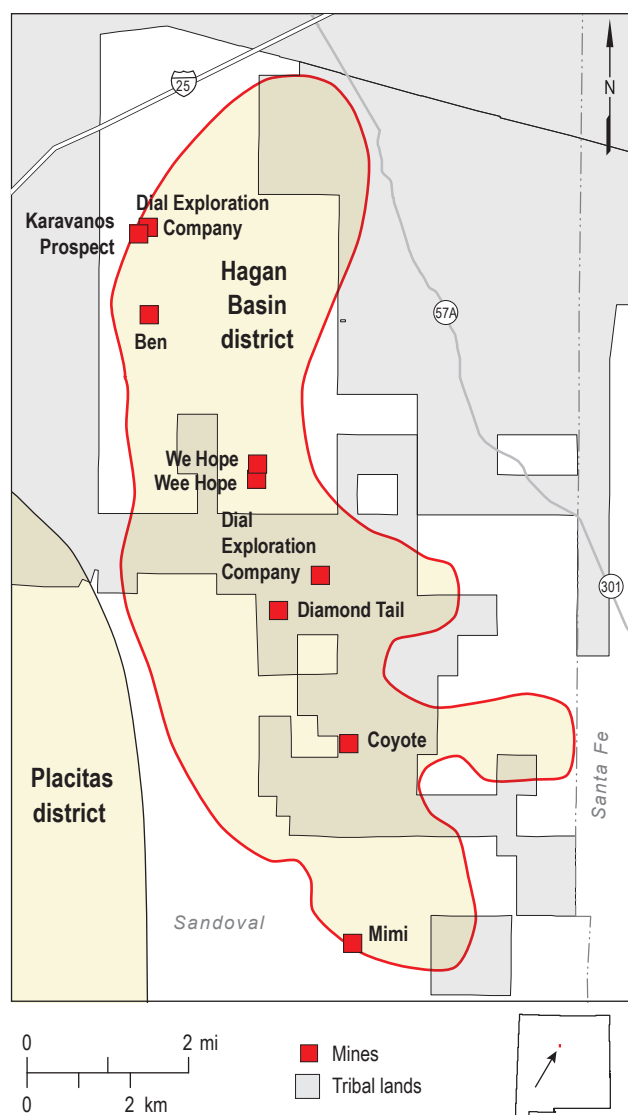 25
N
Dial Exploration
Company
Karavanos
Prospect
Hagan
Basin
district
57A
Ben
We Hope
Wee Hope
Dial
Exploration
Company
301
Diamond Tail
Coyote
Placitas
district
Santa Fe
Sandoval
Mimi
0 2 mi
0 2 km
Mines
Tribal lands